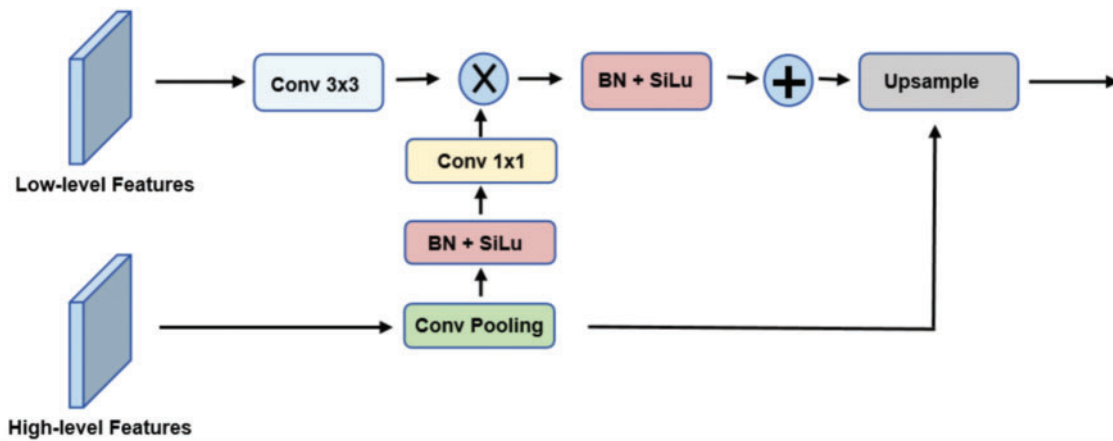 Conv 3x3
BN + SiLu
Upsample
Conv 1x1
Low-level Features
BN + SiLu
Conv Pooling
High-level Features